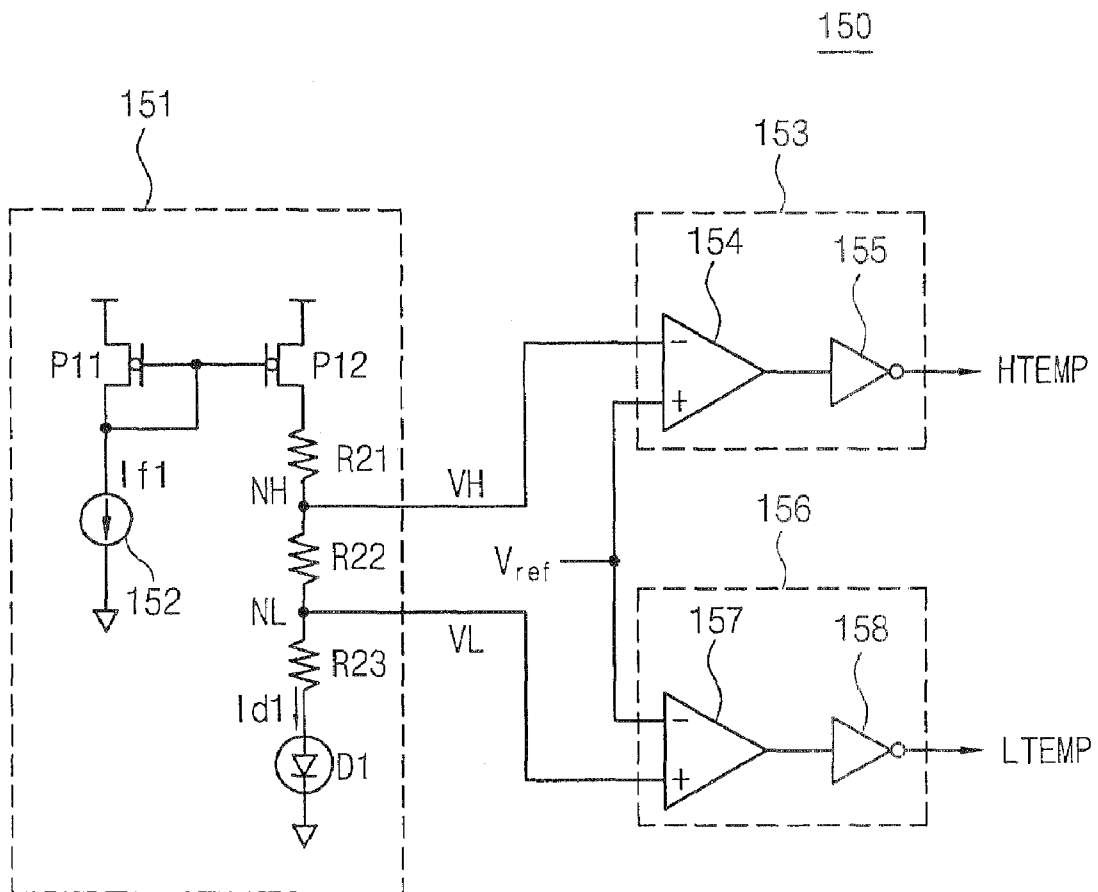 150
151
153
154
155
P11
P12
HTEMP
If1
R21
NH
VH
152
R22
Vref
156
NL
VL
157
158
R23
Id1
D1
LTEMP
-
+
-
+